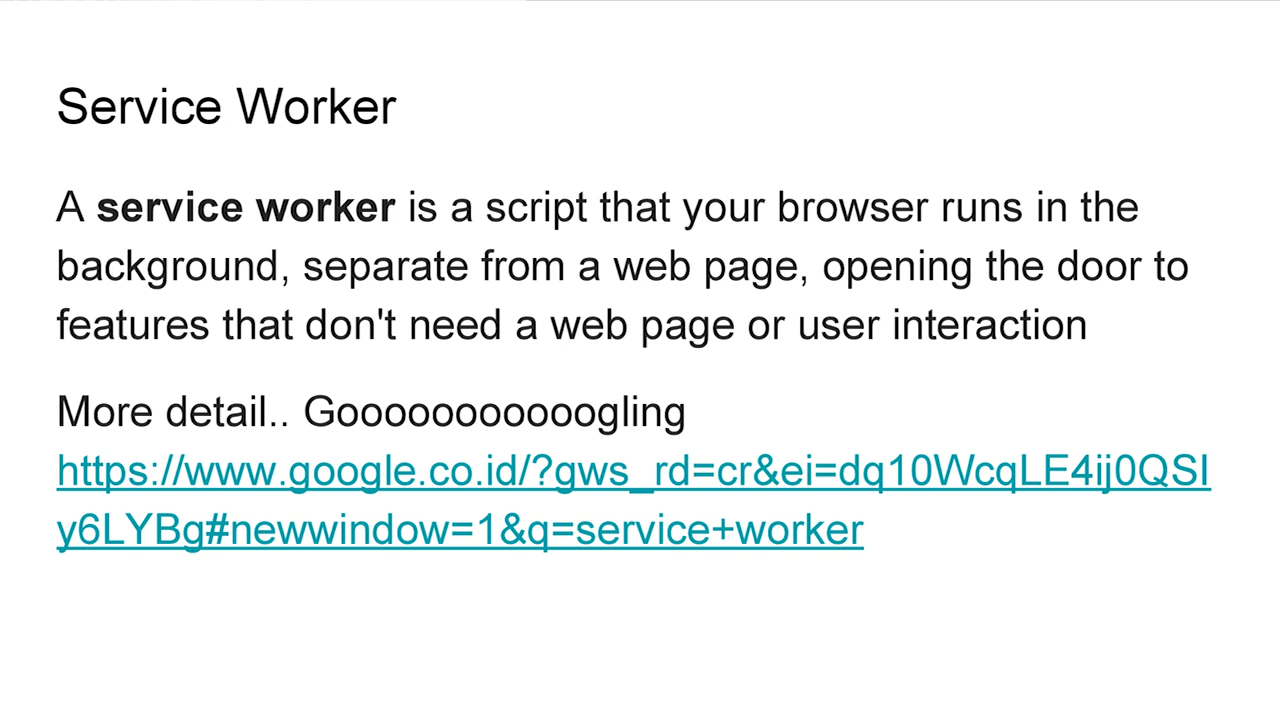 Service Worker
A service worker is a script that your browser runs in the
background, separate from a web page, opening the door to
features that don't need a web page or user interaction
More detail.. Gooooooooooogling
https://www.google.co.id/?gws_rd=cr&ei=dq10WcqLE4ij0QSI
y6LYBg#newwindow=1&q=service+worker